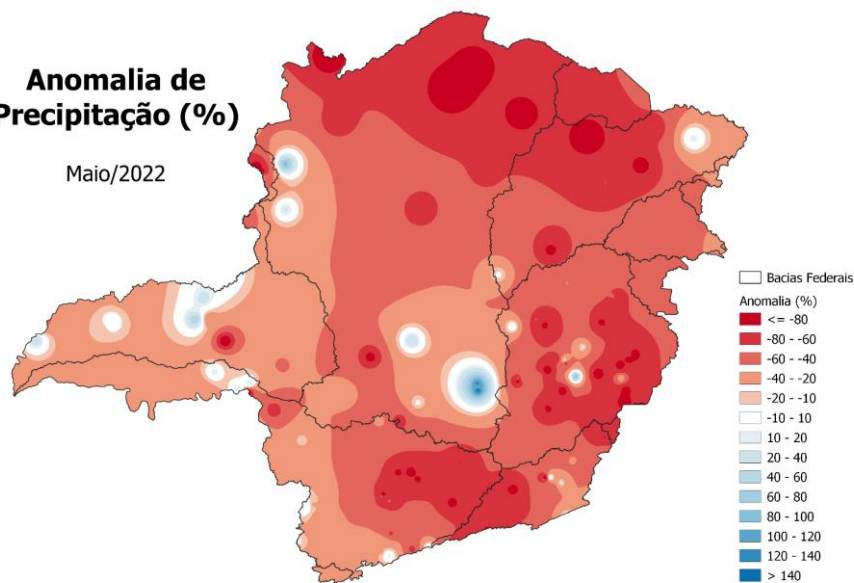 Anomalia de
Precipitação (%)
Maio/2022
Bacias Federais
Anomalia (%)
<= -80
-80 - -60
-60 - -40
-40 - -20
-20 - -10
-10 - 10
10 - 20
20 - 40
40 - 60
60 - 80
80 - 100
100 - 120
120 - 140
> 140